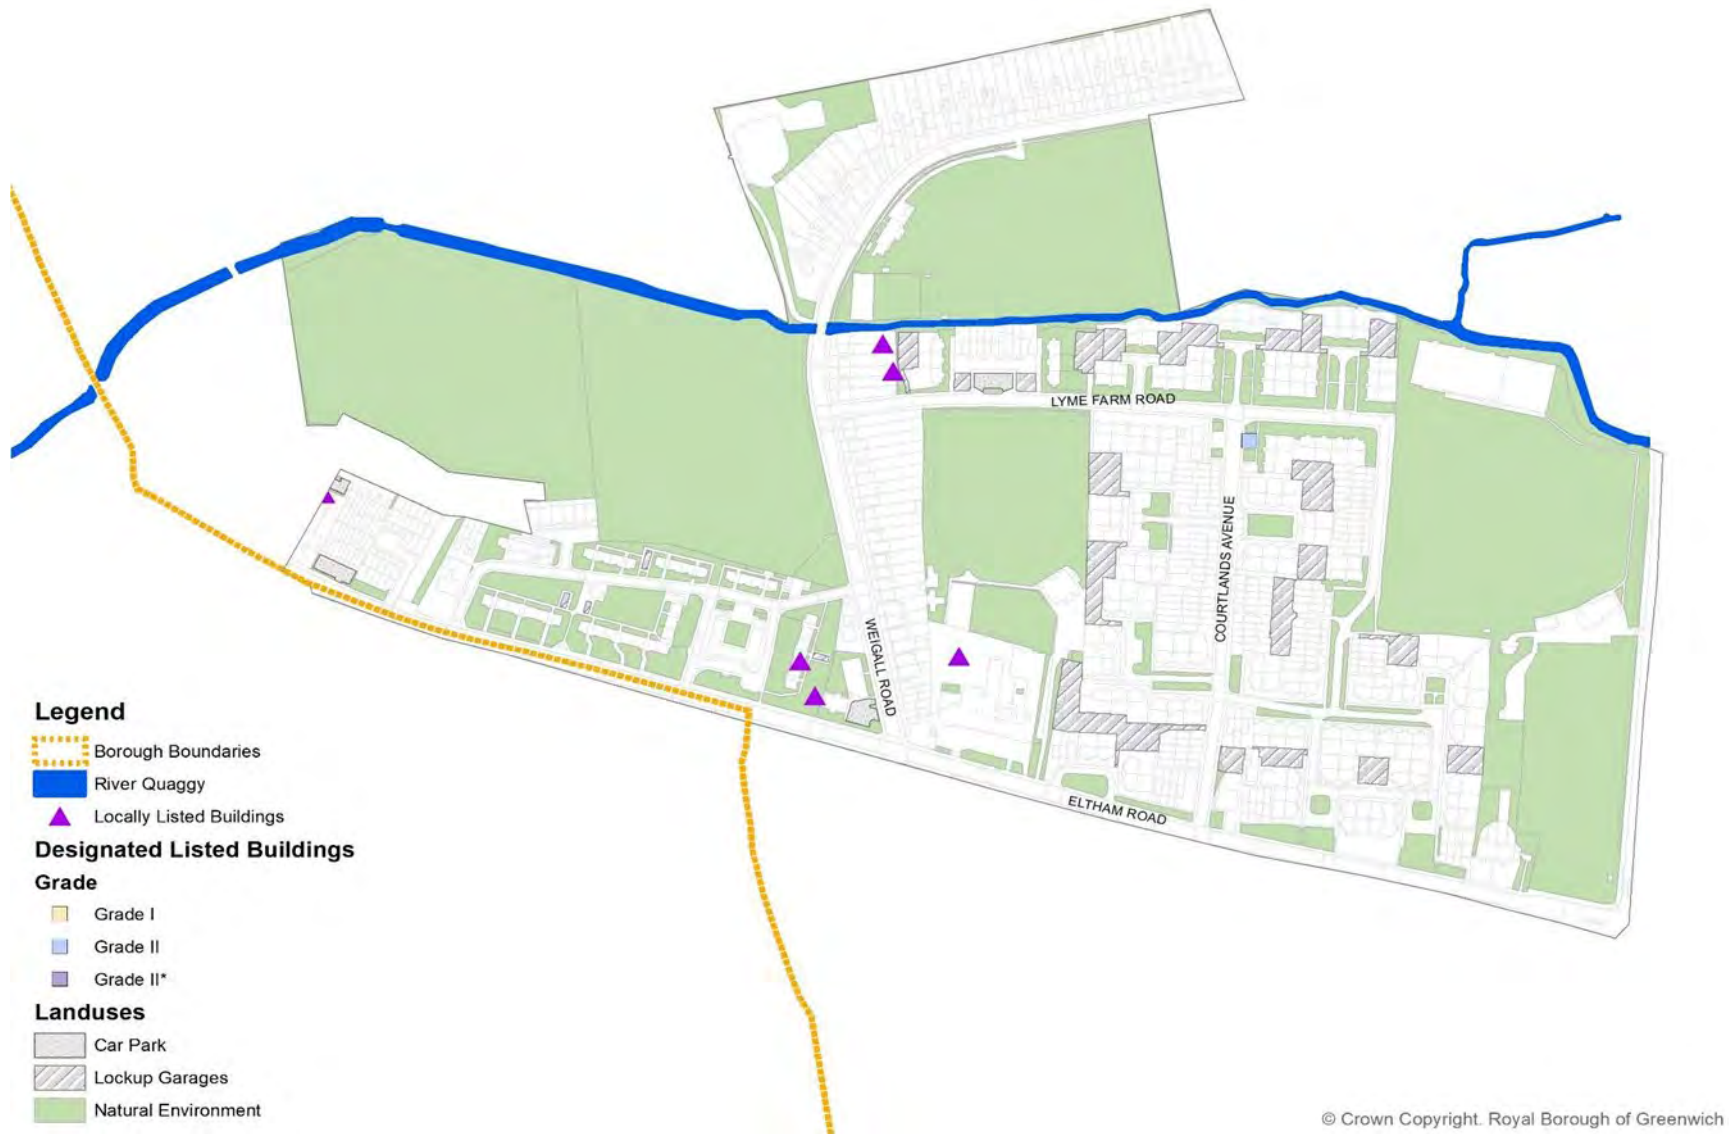 LYME FARM ROAD
COURTLANDS AVENUE
WEIGALL ROAD
ELTHAM ROAD
Legend
Borough Boundaries
River Quaggy
Locally Listed Buildings
Designated Listed Buildings
Grade
Grade I
Grade II
Grade II*
Landuses
Car Park
Lockup Garages
Natural Environment
© Crown Copyright. Royal Borough of Greenwich